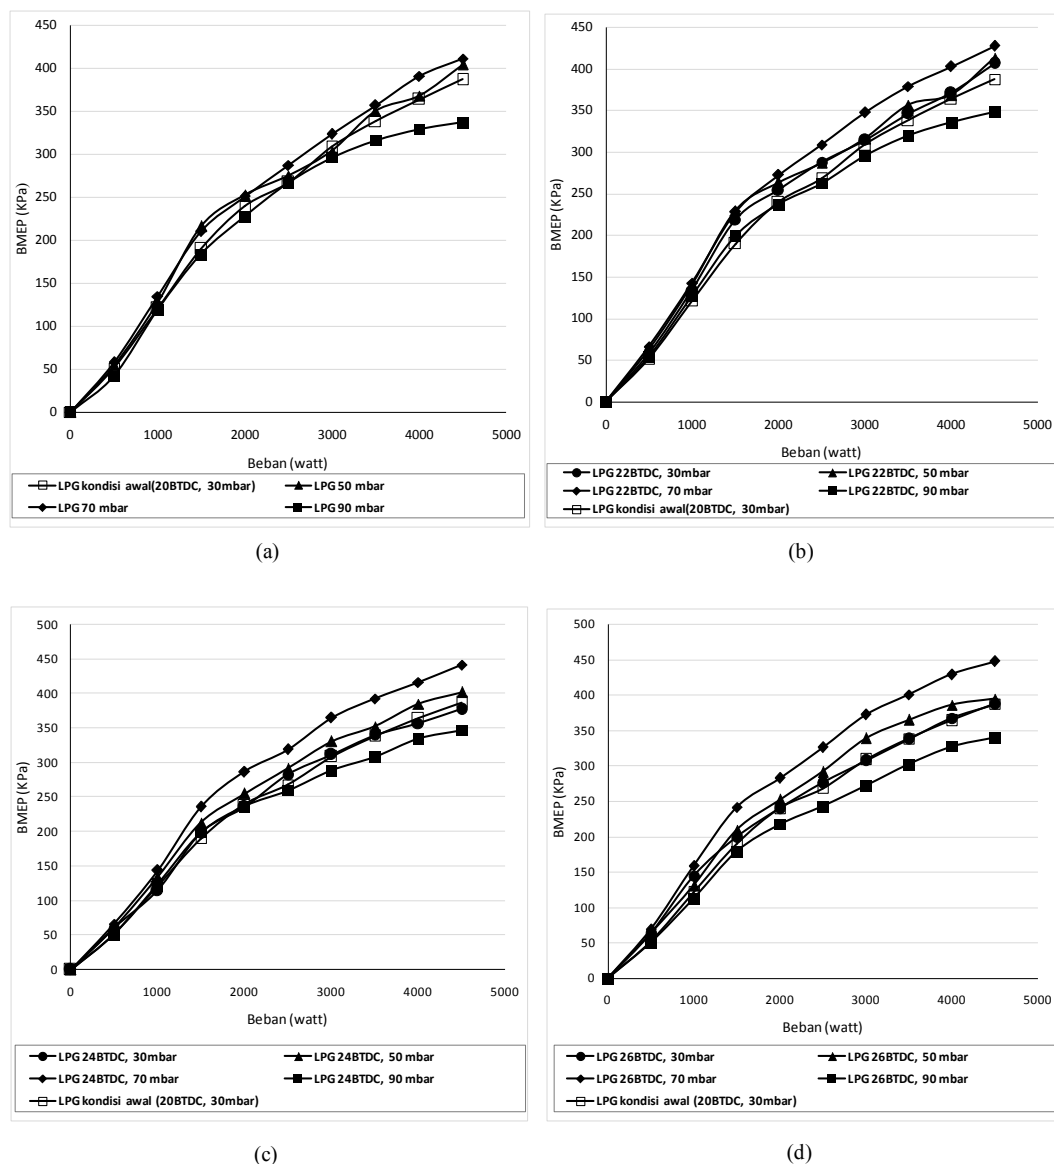 450
400
350
300
250
200
150
100
50
0
BMEP (KPa)
0 1000 2000 3000 4000 5000
Beban (watt)
LPG kondisi awal(20BTDC, 30mbar) LPG 50 mbar
LPG 70 mbar LPG 90 mbar
(a)
450
400
350
300
250
200
150
100
50
0
BMEP (KPa)
0 1000 2000 3000 4000 5000
Beban (watt)
LPG 22BTDC, 30mbar LPG 22BTDC, 50 mbar
LPG 22BTDC, 70 mbar LPG 22BTDC, 90 mbar
LPG kondisi awal(20BTDC, 30mbar)
(b)
500
450
400
350
300
250
200
150
100
50
0
BMEP (KPa)
0 1000 2000 3000 4000 5000
Beban (watt)
LPG 24BTDC, 30mbar LPG 24BTDC, 50 mbar
LPG 24BTDC, 70 mbar LPG 24BTDC, 90 mbar
LPG kondisi awal (20BTDC, 30mbar)
(c)
500
450
400
350
300
250
200
150
100
50
0
BMEP (KPa)
0 1000 2000 3000 4000 5000
Beban (watt)
LPG 26BTDC, 30mbar LPG 26BTDC, 50 mbar
LPG 26BTDC, 70 mbar LPG 26BTDC, 90 mbar
LPG kondisi awal (20BTDC, 30mbar)
(d)